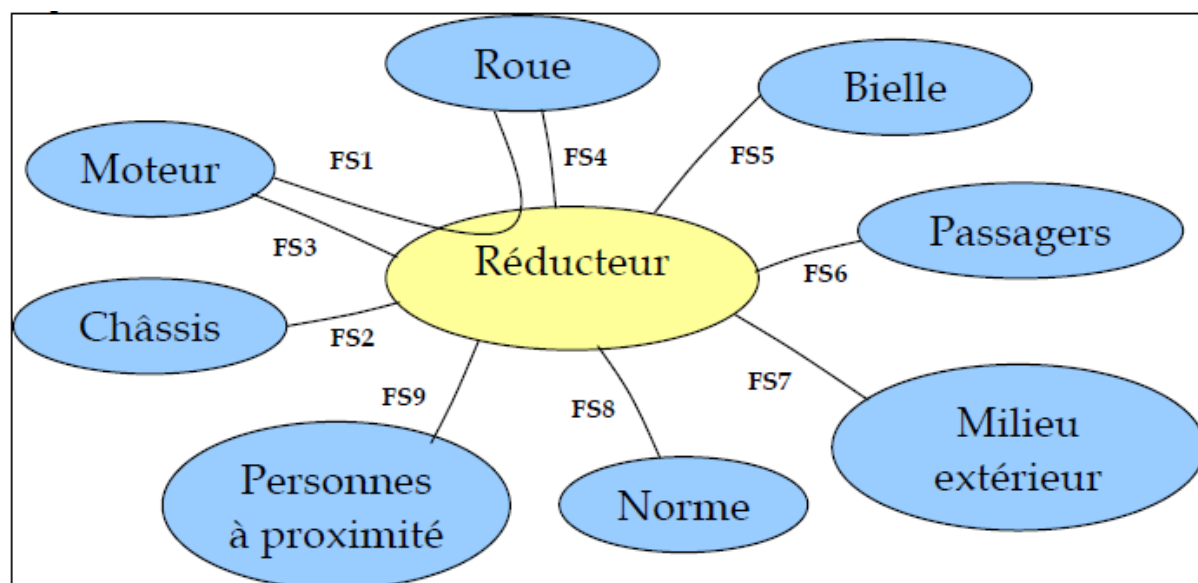 Roue
Bielle
FS1
FS4
FS5
Moteur
Passagers
FS3
Réducteur
FS6
Châssis
FS2
FS7
FS9
FS8
Milieu
extérieur
Personnes
à proximité
Norme